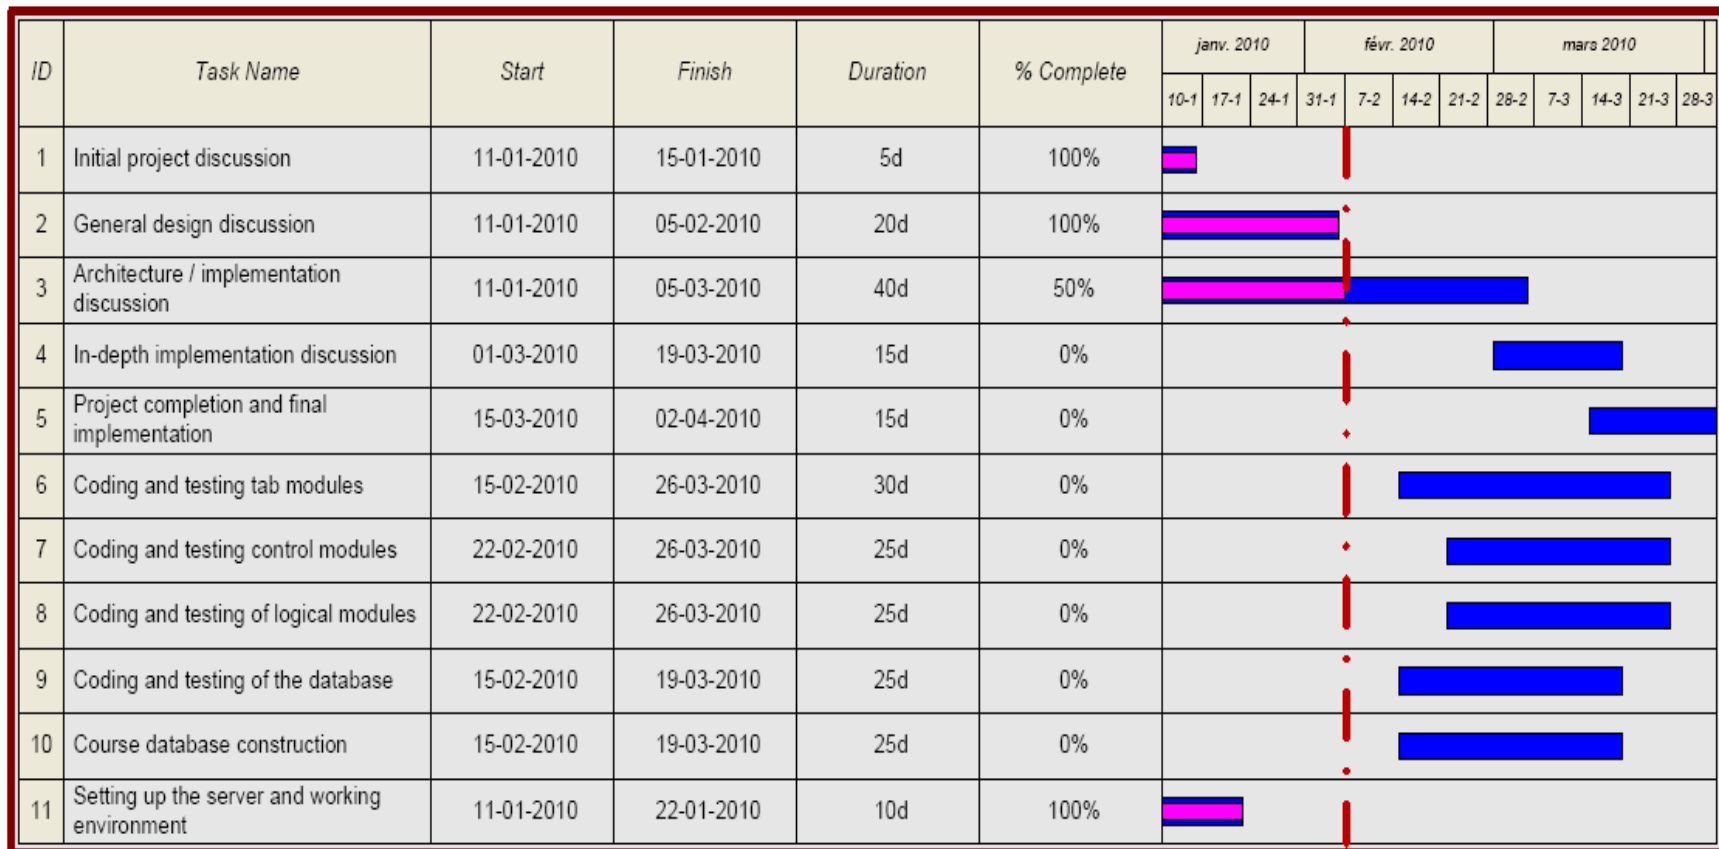 ID Task Name Start Finish Duration % Complete janv. 2010 févr. 2010 mars 2010
10-1 17-1 24-1 31-1 7-2 14-2 21-2 28-2 7-3 14-3 21-3 28-3
1 Initial project discussion 11-01-2010 15-01-2010 5d 100%
2 General design discussion 11-01-2010 05-02-2010 20d 100%
3 Architecture / implementation
discussion 11-01-2010 05-03-2010 40d 50%
4 In-depth implementation discussion 01-03-2010 19-03-2010 15d 0%
5 Project completion and final
implementation 15-03-2010 02-04-2010 15d 0%
6 Coding and testing tab modules 15-02-2010 26-03-2010 30d 0%
7 Coding and testing control modules 22-02-2010 26-03-2010 25d 0%
8 Coding and testing of logical modules 22-02-2010 26-03-2010 25d 0%
9 Coding and testing of the database 15-02-2010 19-03-2010 25d 0%
10 Course database construction 15-02-2010 19-03-2010 25d 0%
11 Setting up the server and working
environment 11-01-2010 22-01-2010 10d 100%